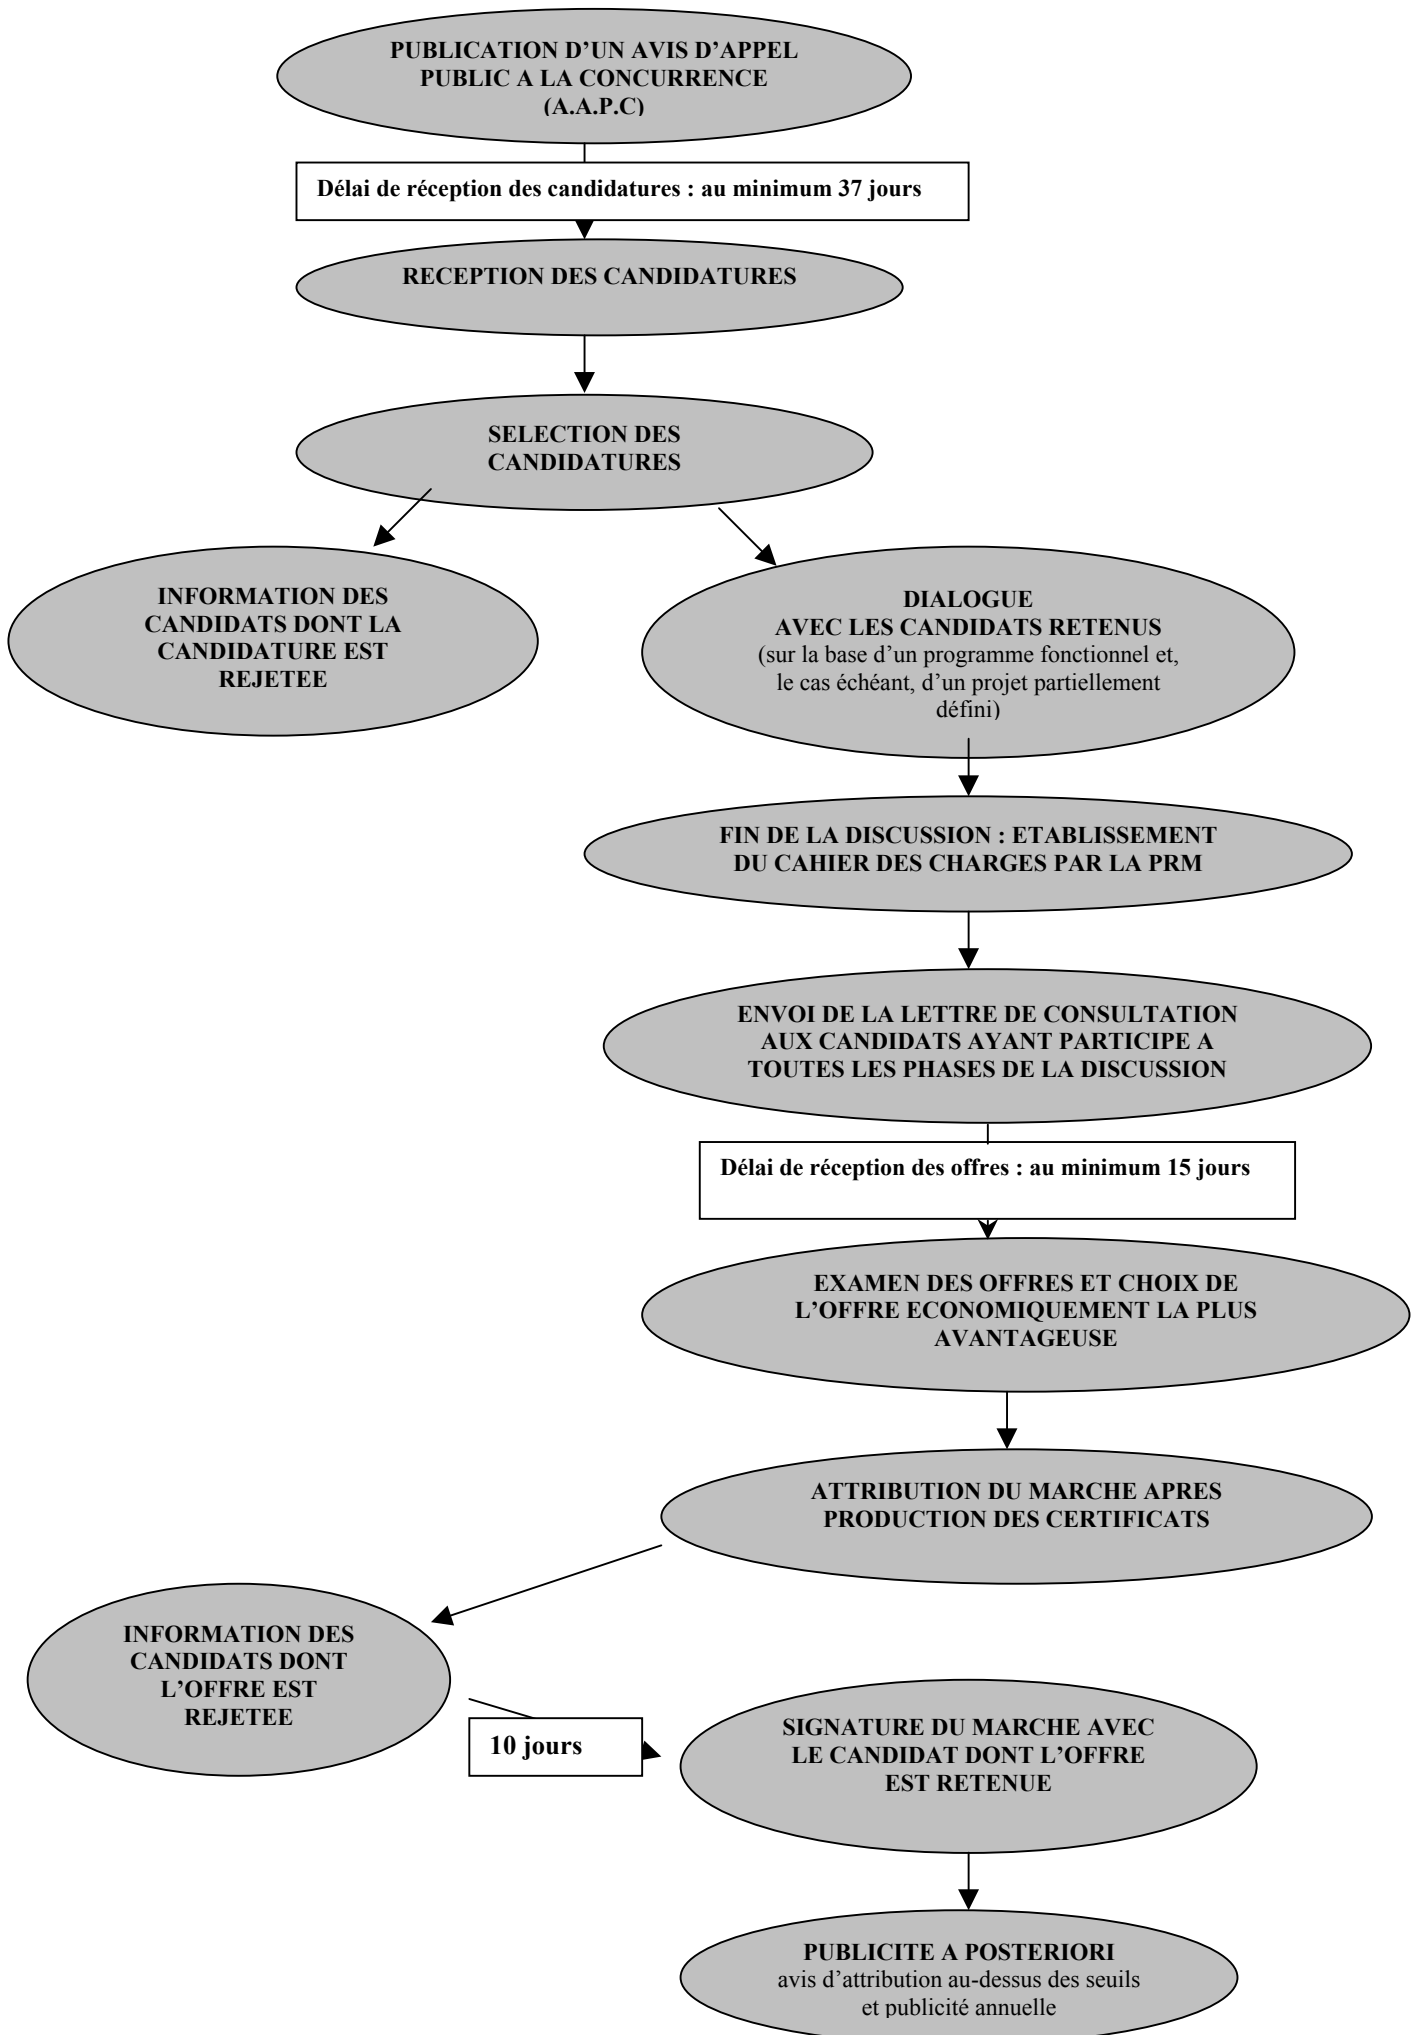 PUBLICATION D’UN AVIS D’APPEL
PUBLIC A LA CONCURRENCE
(A.A.P.C)
Délai de réception des candidatures : au minimum 37 jours
RECEPTION DES CANDIDATURES
SELECTION DES
CANDIDATURES
INFORMATION DES
CANDIDATS DONT LA
CANDIDATURE EST
REJETEE
DIALOGUE
AVEC LES CANDIDATS RETENUS
(sur la base d’un programme fonctionnel et,
le cas échéant, d’un projet partiellement
défini)
FIN DE LA DISCUSSION : ETABLISSEMENT
DU CAHIER DES CHARGES PAR LA PRM
ENVOI DE LA LETTRE DE CONSULTATION
AUX CANDIDATS AYANT PARTICIPE A
TOUTES LES PHASES DE LA DISCUSSION
Délai de réception des offres : au minimum 15 jours
EXAMEN DES OFFRES ET CHOIX DE
L’OFFRE ECONOMIQUEMENT LA PLUS
AVANTAGEUSE
ATTRIBUTION DU MARCHE APRES
PRODUCTION DES CERTIFICATS
INFORMATION DES
CANDIDATS DONT
L’OFFRE EST
REJETEE
10 jours
SIGNATURE DU MARCHE AVEC
LE CANDIDAT DONT L’OFFRE
EST RETENUE
PUBLICITE A POSTERIORI
avis d’attribution au-dessus des seuils
et publicité annuelle